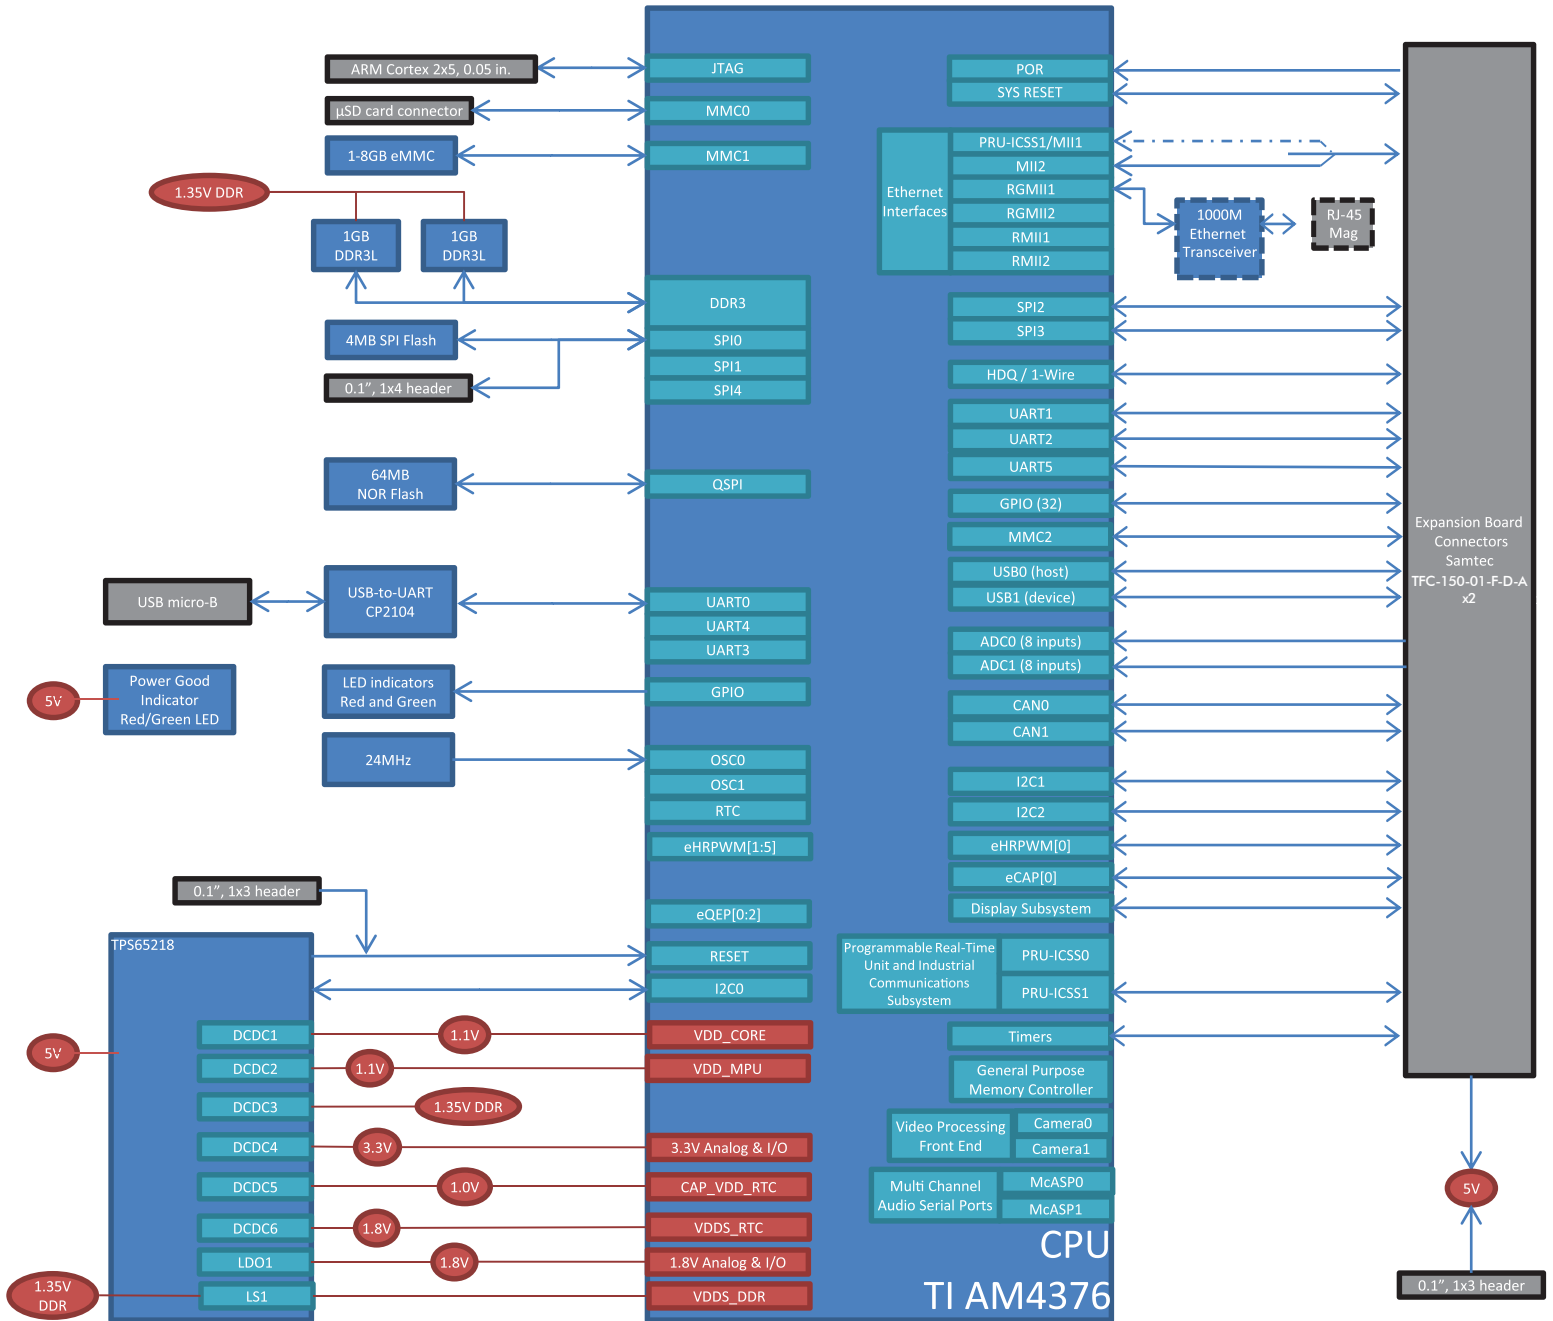 ARM Cortex 2x5, 0.05 in.
µSD card connector
1-8GB eMMC
1.35V DDR
1GB
DDR3L
1GB
DDR3L
4MB SPI Flash
0.1”, 1x4 header
64MB
NOR Flash
USB micro-B
USB-to-UART
CP2104
5V
Power Good
Indicator
Red/Green LED
LED indicators
Red and Green
24MHz
0.1”, 1x3 header
TPS65218
5V
DCDC1
DCDC2
DCDC3
DCDC4
DCDC5
DCDC6
LDO1
LS1
1.35V
DDR
1.1V
1.1V
1.35V DDR
3.3V
1.0V
1.8V
1.8V
JTAG
MMC0
MMC1
DDR3
SPI0
SPI1
SPI4
QSPI
UART0
UART4
UART3
GPIO
OSC0
OSC1
RTC
eHRPWM[1:5]
eQEP[0:2]
RESET
I2C0
VDD_CORE
VDD_MPU
3.3V Analog & I/O
CAP_VDD_RTC
VDDS_RTC
1.8V Analog & I/O
VDDS_DDR
POR
SYS RESET
Ethernet
Interfaces
PRU-ICSS1/MII1
MII2
RGMII1
RGMII2
RMII1
RMII2
SPI2
SPI3
HDQ / 1-Wire
UART1
UART2
UART5
GPIO (32)
MMC2
USB0 (host)
USB1 (device)
ADC0 (8 inputs)
ADC1 (8 inputs)
CAN0
CAN1
I2C1
I2C2
eHRPWM[0]
eCAP[0]
Display Subsystem
Programmable Real-Time
Unit and Industrial
Communications
Subsystem
PRU-ICSS0
PRU-ICSS1
Timers
General Purpose
Memory Controller
Video Processing
Front End
Camera0
Camera1
Multi Channel
Audio Serial Ports
McASP0
McASP1
CPU
TI AM4376
1000M
Ethernet
Transceiver
RJ-45
Mag
Expansion Board
Connectors
Samtec
TFC-150-01-F-D-A
x2
5V
0.1”, 1x3 header